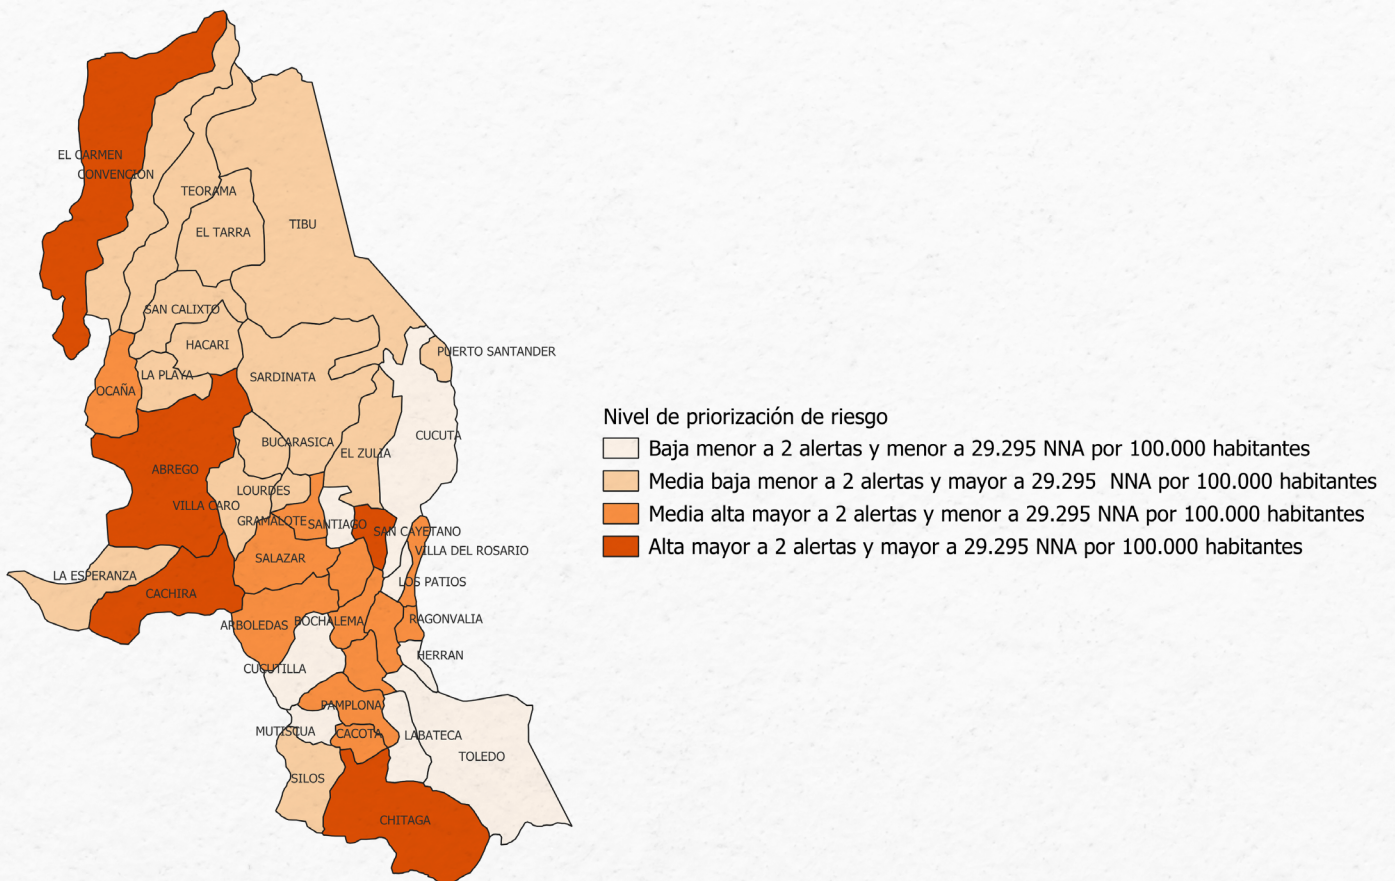 EL CARMEN
CONVENCION
TEORAMA
TIBU
EL TARRA
SAN CALIXTO
HACARI
PUERTO SANTANDER
LA PLAYA
SARDINATA
OCAÑA
CUCUTA
BUCARASICA
EL ZULIA
ABREGO
LOURDES
VILLA CARO
GRAMALOTE
SANTIAGO
SAN CAYETANO
VILLA DEL ROSARIO
SALAZAR
LA ESPERANZA
LOS PATIOS
CACHIRA
ARBOLEDAS
BOCHALEMA
RAGONVALIA
HERRAN
CUCUTILLA
PAMPLONA
MUTISCUA
CACOTA
LABATECA
TOLEDO
SILOS
CHITAGA
Nivel de priorización de riesgo
Baja menor a 2 alertas y menor a 29.295 NNA por 100.000 habitantes
Media baja menor a 2 alertas y mayor a 29.295 NNA por 100.000 habitantes
Media alta mayor a 2 alertas y menor a 29.295 NNA por 100.000 habitantes
Alta mayor a 2 alertas y mayor a 29.295 NNA por 100.000 habitantes